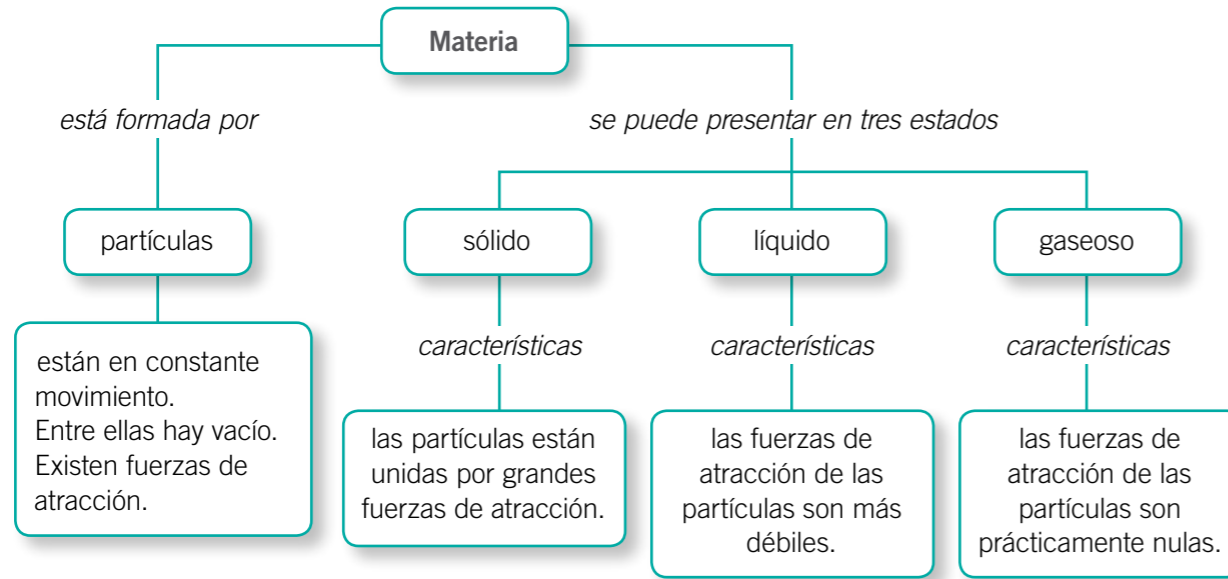 Materia
está formada por
se puede presentar en tres estados
partículas
sólido
líquido
gaseoso
características
características
características
están en constante
movimiento.
Entre ellas hay vacío.
Existen fuerzas de
atracción.
las partículas están
unidas por grandes
fuerzas de atracción.
las fuerzas de
atracción de las
partículas son más
débiles.
las fuerzas de
atracción de las
partículas son
prácticamente nulas.